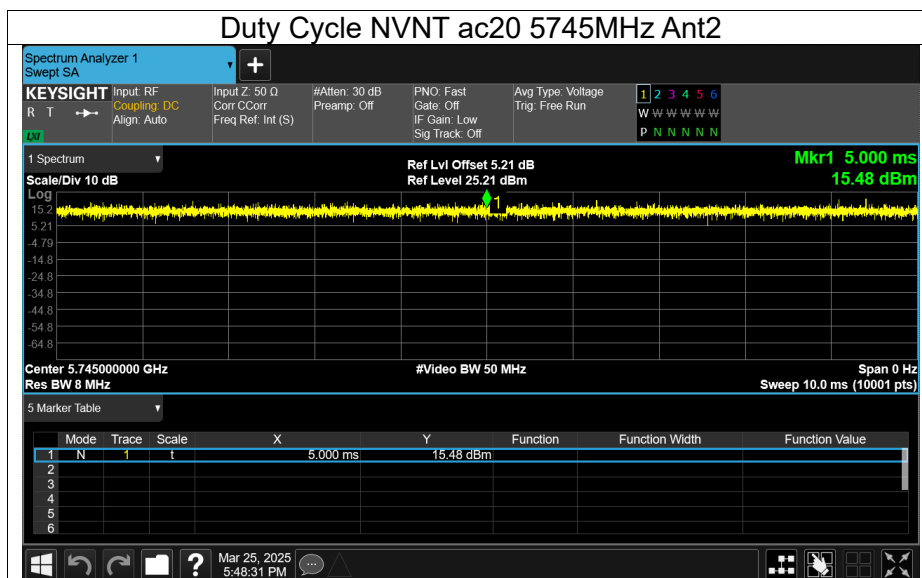 Duty Cycle NVNT ac20 5745MHz Ant2
Spectrum Analyzer 1
Swept SA
KEYSIGHT Input: RF Input Z: 50 Ω #Atten: 30 dB PNO: Fast Avg Type: Voltage 1 2 3 4 5 6
R T Coupling: DC Corr CCorr Preamp: Off Gate: Off Trig: Free Run W W W W W W
Align: Auto Freq Ref: Int (S) IF Gain: Low P N N N N N
LXI Sig Track: Off
1 Spectrum Ref Lvl Offset 5.21 dB Mkr1 5.000 ms
Scale/Div 10 dB Ref Level 25.21 dBm 15.48 dBm
Log
1
15.2
5.21
-4.79
-14.8
-24.8
-34.8
-44.8
-54.8
-64.8
Center 5.745000000 GHz #Video BW 50 MHz Span 0 Hz
Res BW 8 MHz Sweep 10.0 ms (10001 pts)
5 Marker Table
Mode Trace Scale X Y Function Function Width Function Value
1 N 1 t 5.000 ms 15.48 dBm
2
3
4
5
6
? Mar 25, 2025
5:48:31 PM